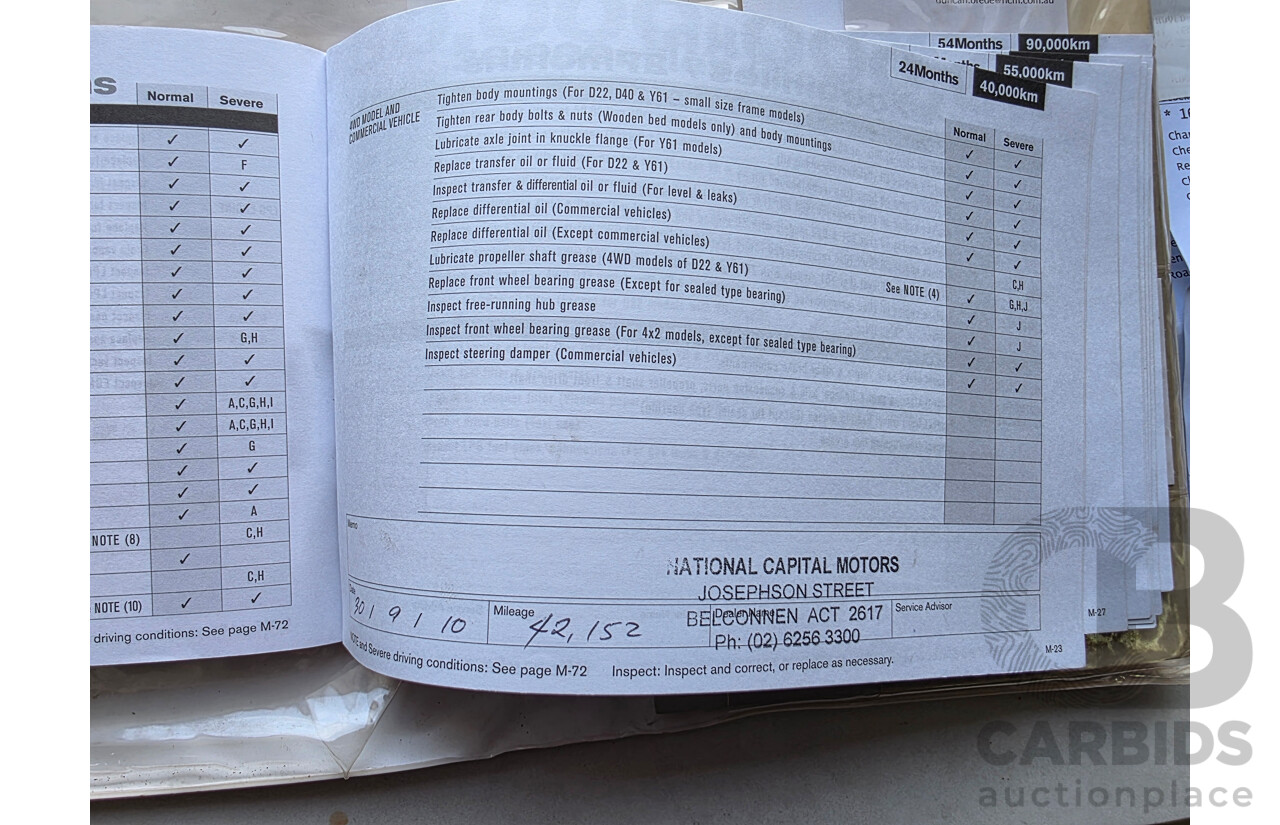 duncan.brede@ncm.com.au
54Months 90,000km
55,000km
24Months 40,000km
Normal Severe
✓ ✓
✓ F
✓ ✓
✓ ✓
✓ ✓
✓ ✓
✓ ✓
✓ ✓
✓ ✓
✓ G,H
✓ ✓
✓ ✓
✓ A,C,G,H,I
✓ A,C,G,H,I
✓ G
✓ ✓
✓ ✓
✓ A
NOTE (8) C,H
✓
C,H
NOTE (10) ✓ ✓
driving conditions: See page M-72
4WD MODEL AND
COMMERCIAL VEHICLE
Normal Severe
Tighten body mountings (For D22, D40 & Y61 – small size frame models) ✓ ✓
Tighten rear body bolts & nuts (Wooden bed models only) and body mountings ✓ ✓
Lubricate axle joint in knuckle flange (For Y61 models) ✓ ✓
Replace transfer oil or fluid (For D22 & Y61) ✓ ✓
Inspect transfer & differential oil or fluid (For level & leaks) ✓ ✓
Replace differential oil (Commercial vehicles) ✓ ✓
Replace differential oil (Except commercial vehicles) C,H
Lubricate propeller shaft grease (4WD models of D22 & Y61) See NOTE (4) ✓ G,H,J
Replace front wheel bearing grease (Except for sealed type bearing) ✓ J
Inspect free-running hub grease ✓ J
Inspect front wheel bearing grease (For 4x2 models, except for sealed type bearing) ✓ ✓
Inspect steering damper (Commercial vehicles) ✓ ✓
Memo
NATIONAL CAPITAL MOTORS
JOSEPHSON STREET
BELCONNEN ACT 2617
Ph: (02) 6256 3300
Date 30/9/10
Mileage 42,152
Dealer Name
Service Advisor
NOTE and Severe driving conditions: See page M-72 Inspect: Inspect and correct, or replace as necessary.
M-23
M-27
CB
CARBIDS
auctionplace